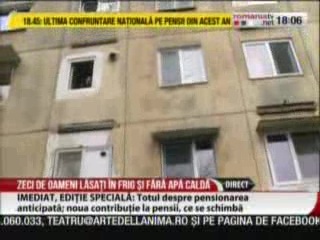 18.45: ULTIMA CONFRUNTARE NAȚIONALĂ PE PENSII DIN ACEST AN
romaniatv
.net
18:06
ZECI DE OAMENI LĂSAȚI ÎN FRIG ȘI FĂRĂ APĂ CALDĂ
DIRECT
IMEDIAT, EDIȚIE SPECIALĂ: Totul despre pensionarea
anticipată; noua contribuție la pensii, ce se schimbă
.060.033, TEATRU@ARTEDELLANIMA.RO ȘI PE PAGINA DE FACEBOOK